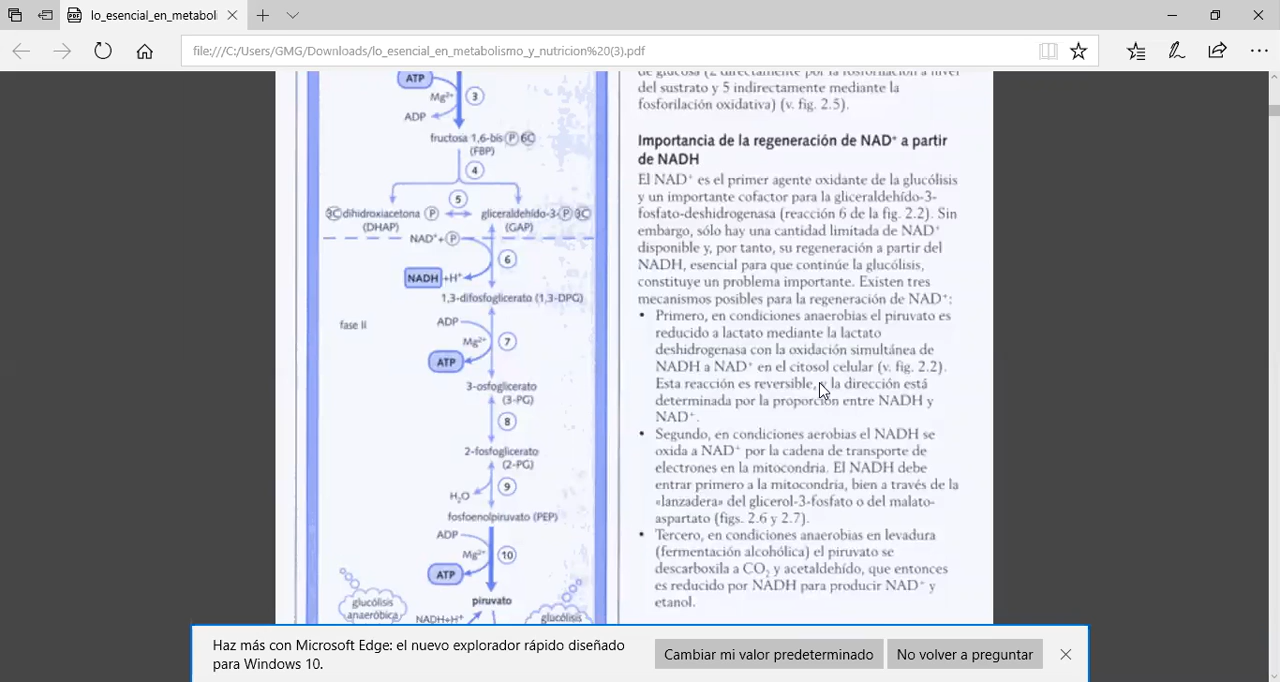 lo_esencial_en_metaboli
file:///C:/Users/GMG/Downloads/lo_esencial_en_metabolismo_y_nutricion%20(3).pdf
ATP
Mg²⁺
3
ADP
fructosa 1,6-bis P 6C
(FBP)
4
5
3C dihidroxiacetona P
gliceraldehído-3-P 3C
(DHAP)
(GAP)
NAD⁺+P
6
NADH +H⁺
1,3-difosfoglicerato (1,3-DPG)
fase II
ADP
Mg²⁺
7
ATP
3-osfoglicerato
(3-PG)
8
2-fosfoglicerato
(2-PG)
9
H₂O
fosfoenolpiruvato (PEP)
ADP
Mg²⁺
10
ATP
piruvato
glucólisis
anaeróbica
NADH+H⁺
glucólisis
de glucosa (2 directamente por la fosforilación a nivel
del sustrato y 5 indirectamente mediante la
fosforilación oxidativa) (v. fig. 2.5).
Importancia de la regeneración de NAD⁺ a partir
de NADH
El NAD⁺ es el primer agente oxidante de la glucólisis
y un importante cofactor para la gliceraldehído-3-
fosfato-deshidrogenasa (reacción 6 de la fig. 2.2). Sin
embargo, sólo hay una cantidad limitada de NAD⁺
disponible y, por tanto, su regeneración a partir del
NADH, esencial para que continúe la glucólisis,
constituye un problema importante. Existen tres
mecanismos posibles para la regeneración de NAD⁺:
• Primero, en condiciones anaerobias el piruvato es
reducido a lactato mediante la lactato
deshidrogenasa con la oxidación simultánea de
NADH a NAD⁺ en el citosol celular (v. fig. 2.2).
Esta reacción es reversible, y la dirección está
determinada por la proporción entre NADH y
NAD⁺.
• Segundo, en condiciones aerobias el NADH se
oxida a NAD⁺ por la cadena de transporte de
electrones en la mitocondria. El NADH debe
entrar primero a la mitocondria, bien a través de la
«lanzadera» del glicerol-3-fosfato o del malato-
aspartato (figs. 2.6 y 2.7).
• Tercero, en condiciones anaerobias en levadura
(fermentación alcohólica) el piruvato se
descarboxila a CO₂ y acetaldehído, que entonces
es reducido por NADH para producir NAD⁺ y
etanol.
Haz más con Microsoft Edge: el nuevo explorador rápido diseñado
para Windows 10.
Cambiar mi valor predeterminado
No volver a preguntar